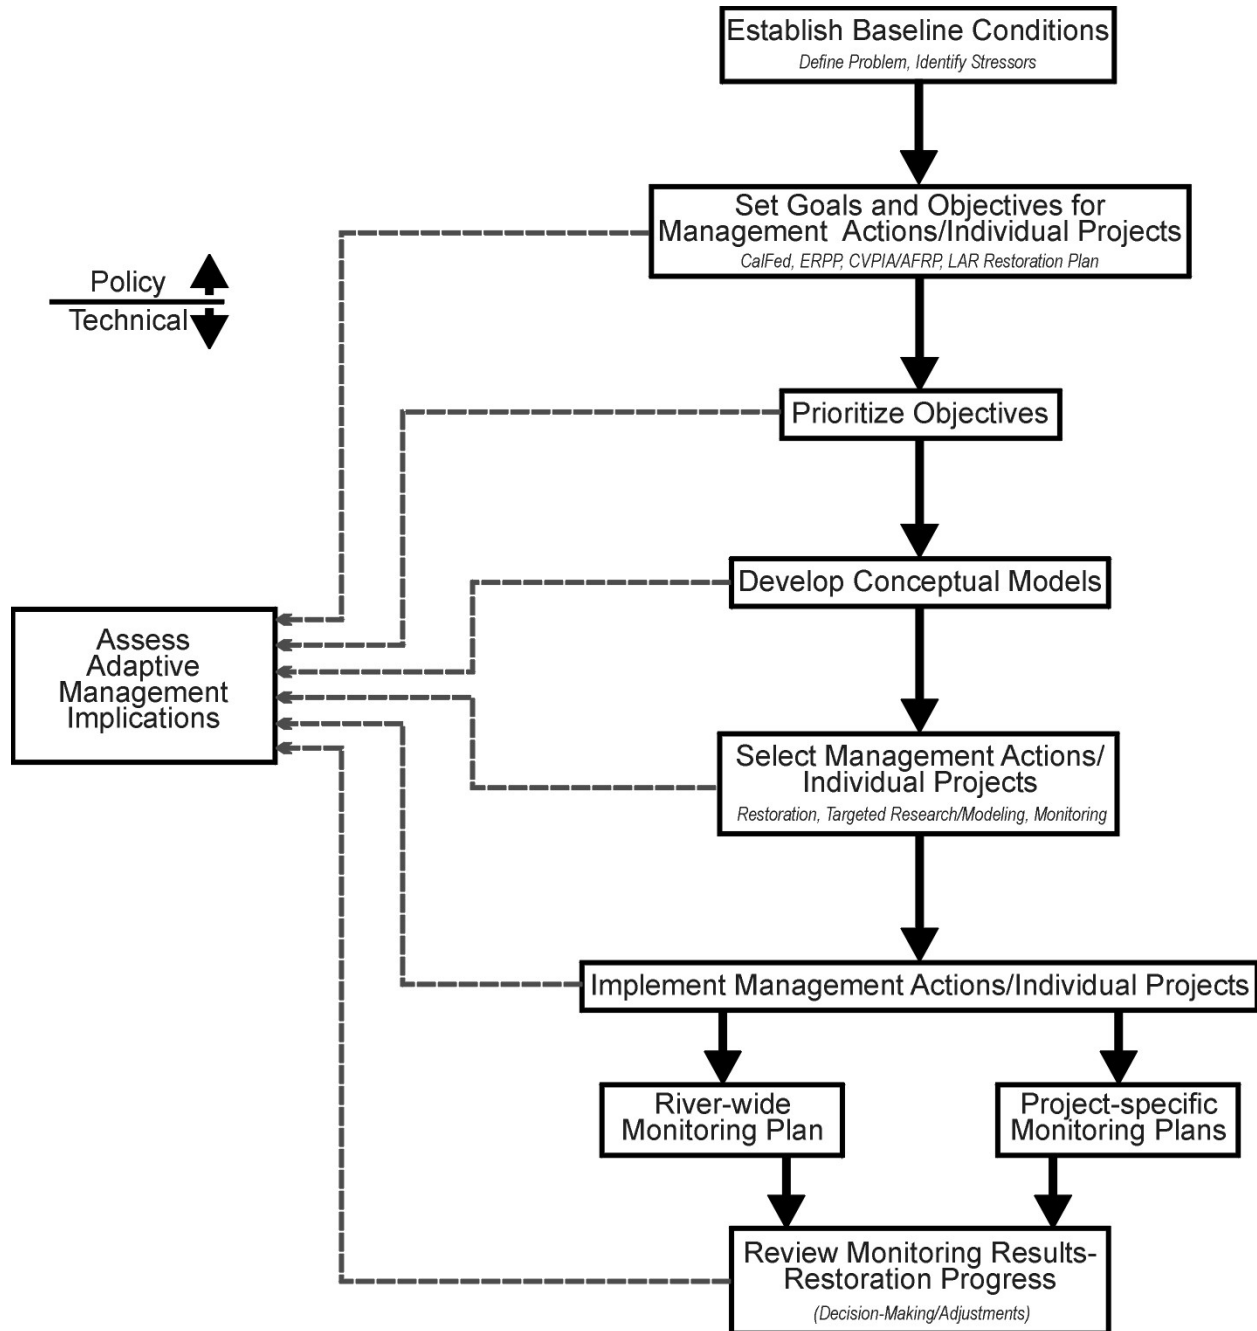 Establish Baseline Conditions
Define Problem, Identify Stressors
Set Goals and Objectives for
Management Actions/Individual Projects
CalFed, ERPP, CVPIA/AFRP, LAR Restoration Plan
Policy
Technical
Prioritize Objectives
Develop Conceptual Models
Assess
Adaptive
Management
Implications
Select Management Actions/
Individual Projects
Restoration, Targeted Research/Modeling, Monitoring
Implement Management Actions/Individual Projects
River-wide
Monitoring Plan
Project-specific
Monitoring Plans
Review Monitoring Results-
Restoration Progress
(Decision-Making/Adjustments)